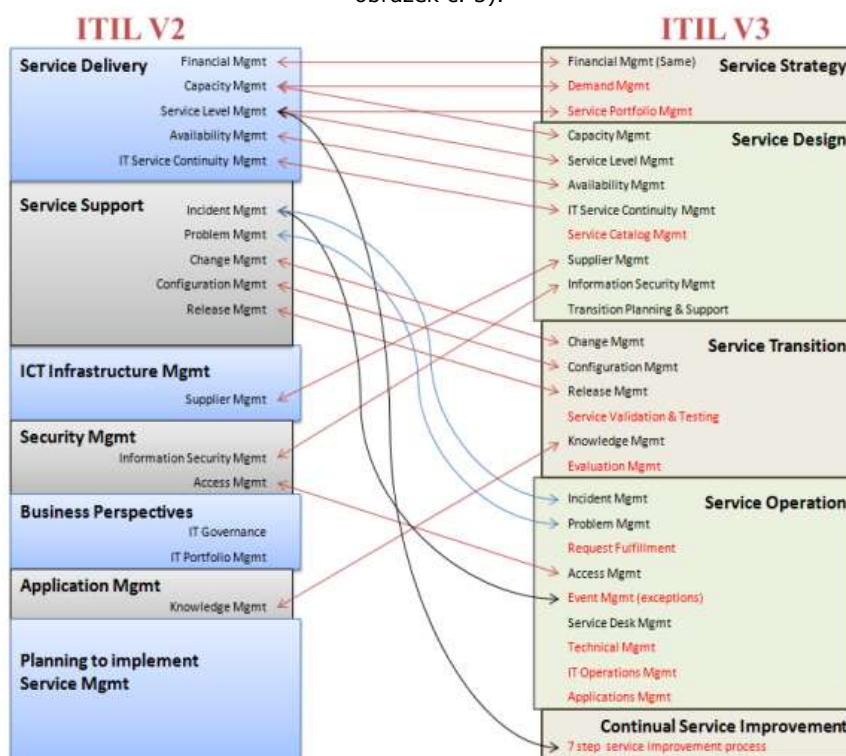 ITIL V2
Service Delivery
Financial Mgmt
Capacity Mgmt
Service Level Mgmt
Availability Mgmt
IT Service Continuity Mgmt
Service Support
Incident Mgmt
Problem Mgmt
Change Mgmt
Configuration Mgmt
Release Mgmt
ICT Infrastructure Mgmt
Supplier Mgmt
Security Mgmt
Information Security Mgmt
Access Mgmt
Business Perspectives
IT Governance
IT Portfolio Mgmt
Application Mgmt
Knowledge Mgmt
Planning to implement
Service Mgmt
ITIL V3
Financial Mgmt (Same)
Service Strategy
Demand Mgmt
Service Portfolio Mgmt
Capacity Mgmt
Service Design
Service Level Mgmt
Availability Mgmt
IT Service Continuity Mgmt
Service Catalog Mgmt
Supplier Mgmt
Information Security Mgmt
Transition Planning & Support
Change Mgmt
Service Transition
Configuration Mgmt
Release Mgmt
Service Validation & Testing
Knowledge Mgmt
Evaluation Mgmt
Incident Mgmt
Service Operation
Problem Mgmt
Request Fulfillment
Access Mgmt
Event Mgmt (exceptions)
Service Desk Mgmt
Technical Mgmt
IT Operations Mgmt
Applications Mgmt
Continual Service Improvement
7 step service improvement process